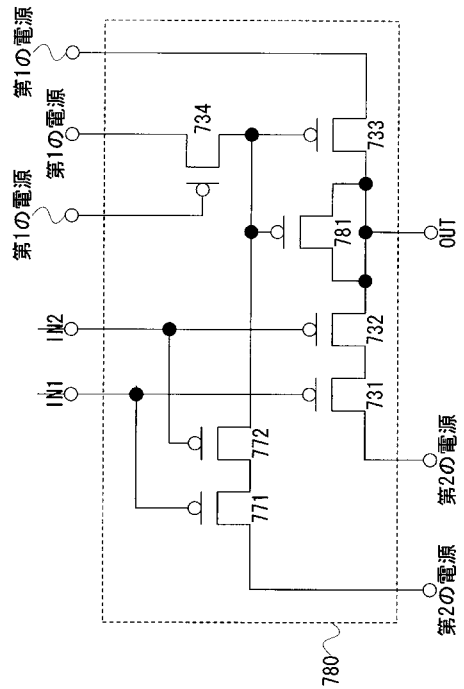 第1の電源
第1の電源
第1の電源
734
733
781
OUT
IN2
IN1
732
731
772
771
第2の電源
第2の電源
780